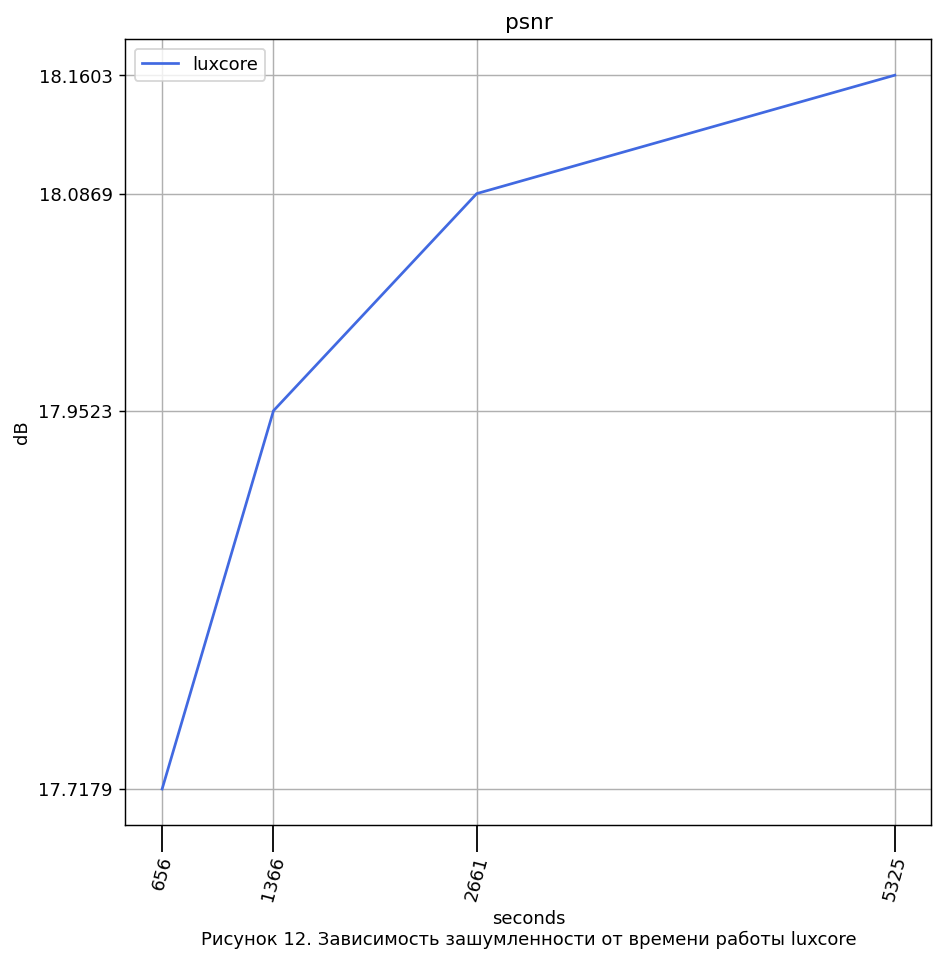 psnr
luxcore
18.1603
18.0869
17.9523
17.7179
dB
656
1366
2661
5325
seconds
Рисунок 12. Зависимость зашумленности от времени работы luxcore